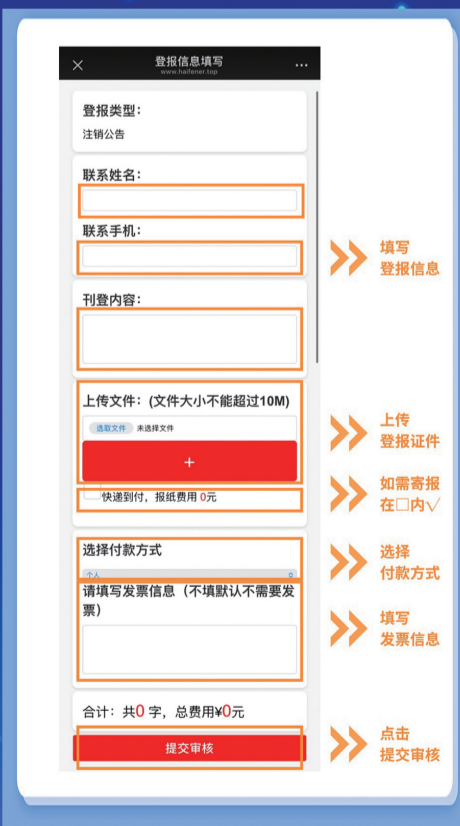 登报信息填写
www.haifener.top
登报类型：
注销公告
联系姓名：
联系手机：
填写
登报信息
刊登内容：
上传文件：(文件大小不能超过10M)
选取文件 未选择文件
+
上传
登报证件
快递到付，报纸费用 0元
如需寄报
在□内√
选择付款方式
个人
选择
付款方式
请填写发票信息（不填默认不需要发
票）
填写
发票信息
合计：共0 字，总费用¥0元
提交审核
点击
提交审核